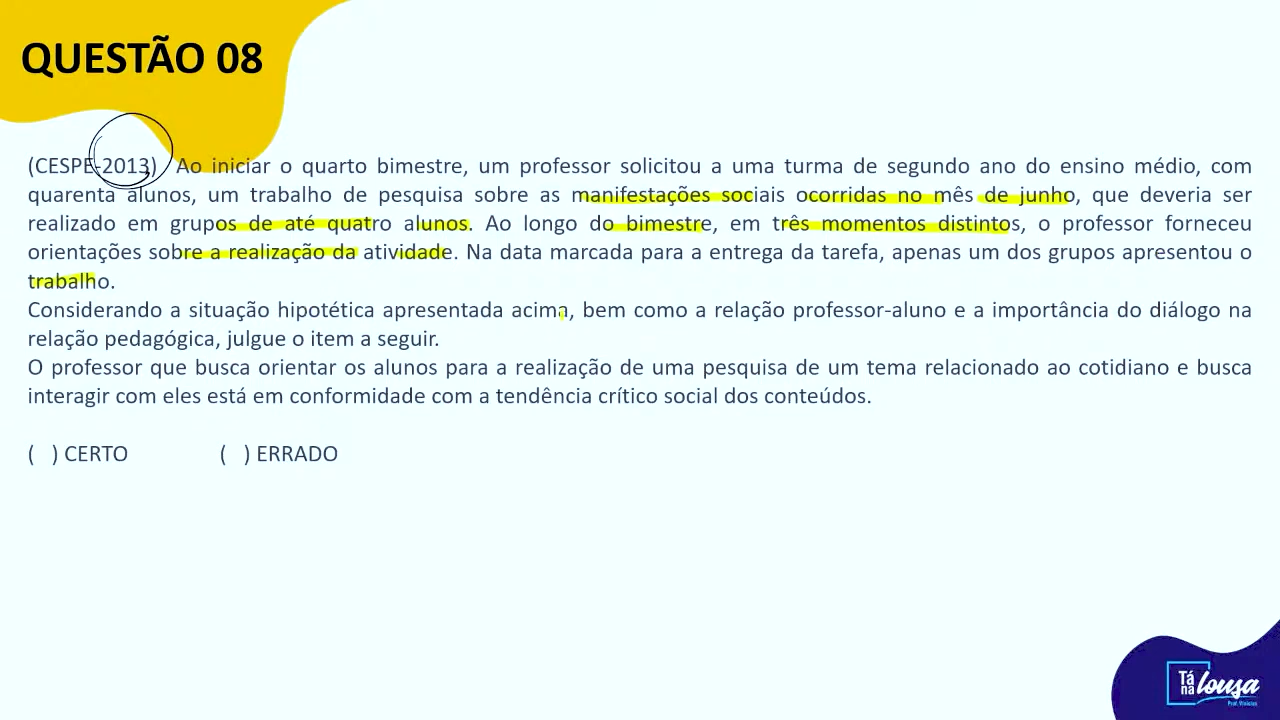 QUESTÃO 08
(CESPE-2013) Ao iniciar o quarto bimestre, um professor solicitou a uma turma de segundo ano do ensino médio, com
quarenta alunos, um trabalho de pesquisa sobre as manifestações sociais ocorridas no mês de junho, que deveria ser
realizado em grupos de até quatro alunos. Ao longo do bimestre, em três momentos distintos, o professor forneceu
orientações sobre a realização da atividade. Na data marcada para a entrega da tarefa, apenas um dos grupos apresentou o
trabalho.
Considerando a situação hipotética apresentada acima, bem como a relação professor-aluno e a importância do diálogo na
relação pedagógica, julgue o item a seguir.
O professor que busca orientar os alunos para a realização de uma pesquisa de um tema relacionado ao cotidiano e busca
interagir com eles está em conformidade com a tendência crítico social dos conteúdos.
( ) CERTO ( ) ERRADO
Tá
na lousa
Prof. Vinícius